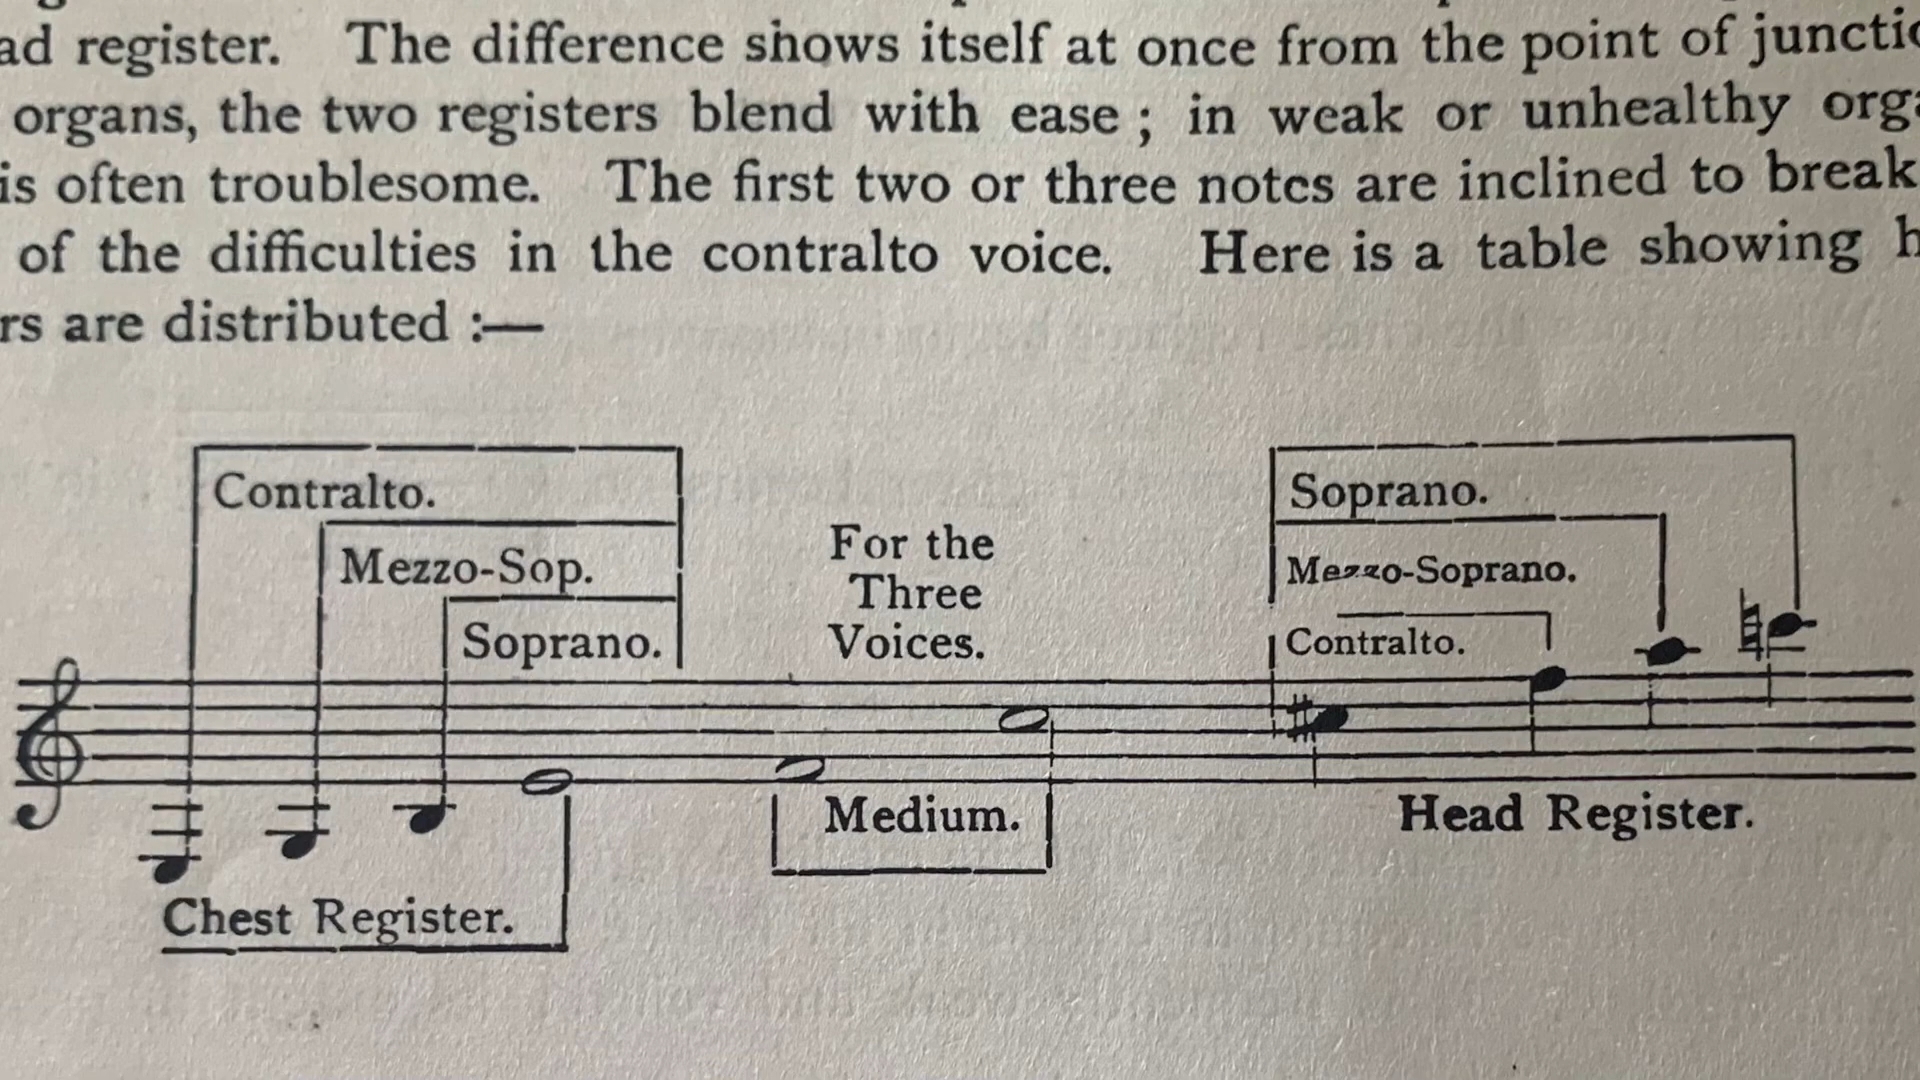 ad register. The difference shows itself at once from the point of juncti
organs, the two registers blend with ease ; in weak or unhealthy org
is often troublesome. The first two or three notes are inclined to break
of the difficulties in the contralto voice. Here is a table showing h
rs are distributed :—
Contralto.
Mezzo-Sop.
Soprano.
For the
Three
Voices.
Soprano.
Mezzo-Soprano.
Contralto.
Medium.
Head Register.
Chest Register.